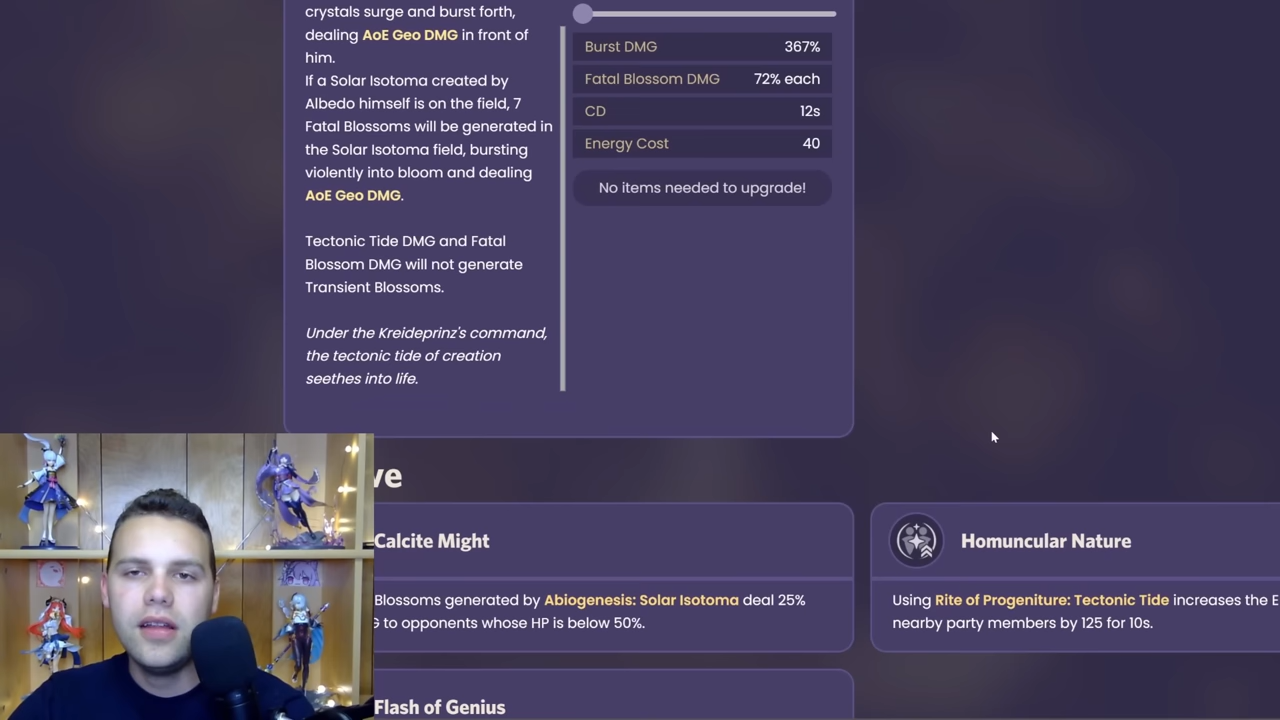 crystals surge and burst forth,
dealing AoE Geo DMG in front of
him.
If a Solar Isotoma created by
Albedo himself is on the field, 7
Fatal Blossoms will be generated in
the Solar Isotoma field, bursting
violently into bloom and dealing
AoE Geo DMG.
Tectonic Tide DMG and Fatal
Blossom DMG will not generate
Transient Blossoms.
Under the Kreideprinz's command,
the tectonic tide of creation
seethes into life.
Burst DMG 367%
Fatal Blossom DMG 72% each
CD 12s
Energy Cost 40
No items needed to upgrade!
ve
Calcite Might
Blossoms generated by Abiogenesis: Solar Isotoma deal 25%
G to opponents whose HP is below 50%.
Homuncular Nature
Using Rite of Progeniture: Tectonic Tide increases the E
nearby party members by 125 for 10s.
Flash of Genius